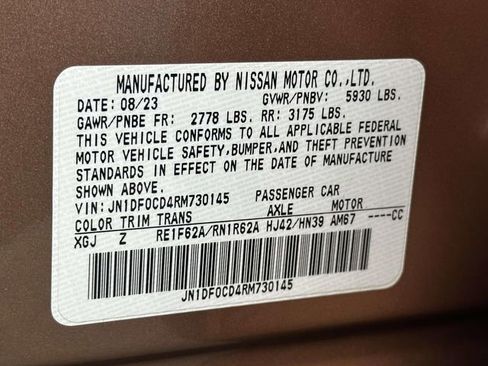 MANUFACTURED BY NISSAN MOTOR CO.,LTD.
DATE: 08/23 GVWR/PNBV: 5930 LBS.
GAWR/PNBE FR: 2778 LBS. RR: 3175 LBS.
THIS VEHICLE CONFORMS TO ALL APPLICABLE FEDERAL
MOTOR VEHICLE SAFETY, BUMPER, AND THEFT PREVENTION
STANDARDS IN EFFECT ON THE DATE OF MANUFACTURE
SHOWN ABOVE.
VIN: JN1DF0CD4RM730145 PASSENGER CAR
COLOR TRIM TRANS AXLE MOTOR
XGJ Z RE1F62A/RN1R62A HJ42/HN39 AM67 ----CC
JN1DF0CD4RM730145